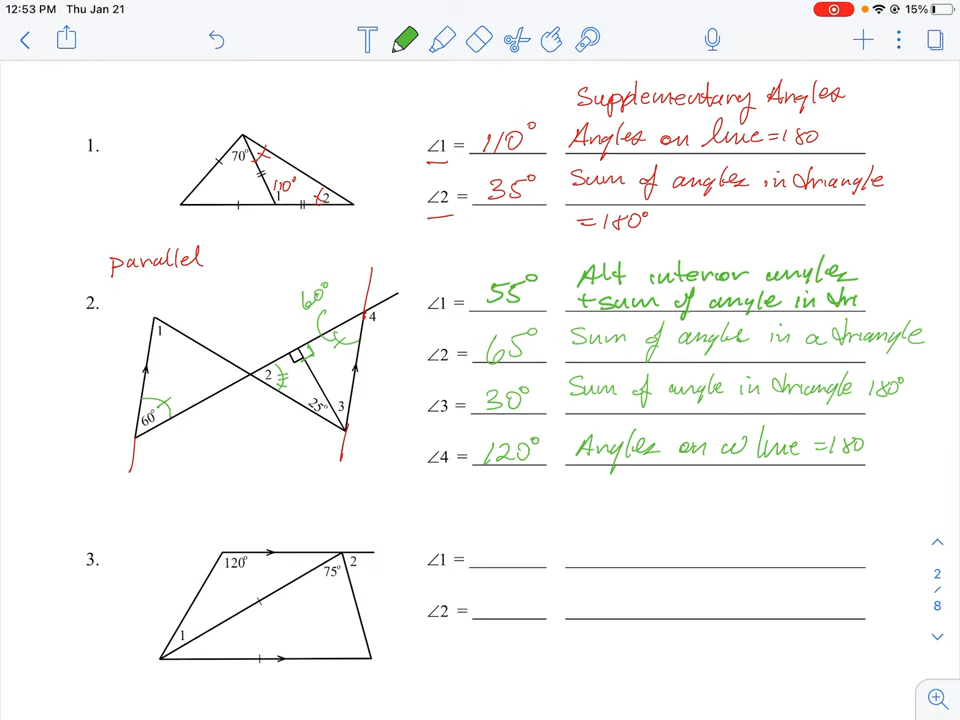 12:53 PM Thu Jan 21
15%
T
1.
70°
110°
1
2
∠1 = 110°
Supplementary Angles
Angles on line=180
∠2 = 35°
Sum of angles in triangle
=180°
parallel
2.
1
60°
60°
4
2
25°
3
∠1 = 55°
Alt interior angles
+sum of angle in tri
∠2 = 65°
Sum of angles in a triangle
∠3 = 30°
Sum of angle in triangle 180°
∠4 = 120°
Angles on a line =180
3.
120°
75°
2
1
∠1 =
∠2 =
2
/
8